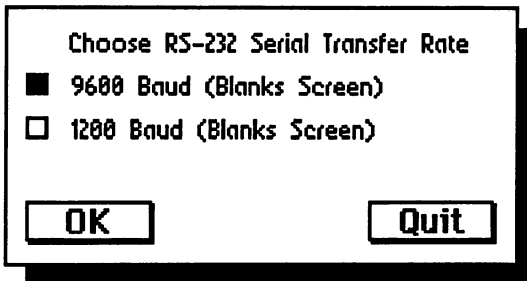 Choose RS-232 Serial Transfer Rate
9600 Baud (Blanks Screen)
1200 Baud (Blanks Screen)
OK
Quit